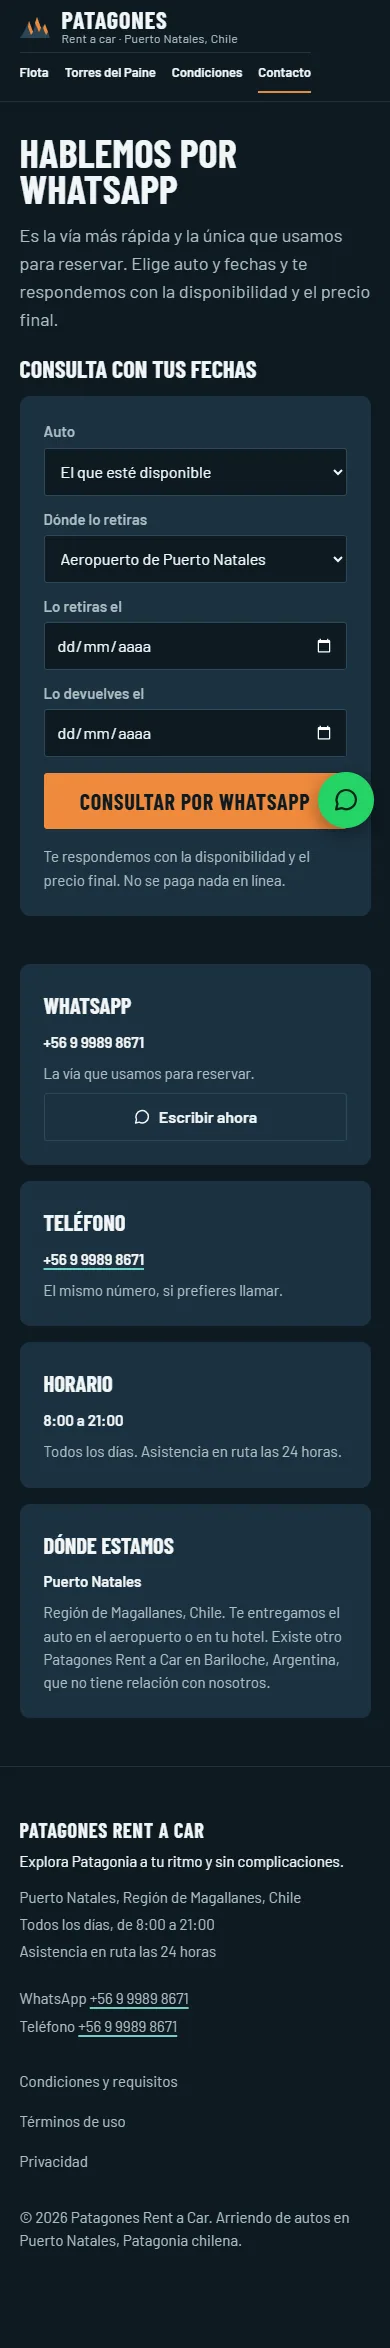 PATAGONES
Rent a car · Puerto Natales, Chile
Flota Torres del Paine Condiciones Contacto
HABLEMOS POR
WHATSAPP
Es la vía más rápida y la única que usamos
para reservar. Elige auto y fechas y te
respondemos con la disponibilidad y el precio
final.
CONSULTA CON TUS FECHAS
Auto
El que esté disponible
Dónde lo retiras
Aeropuerto de Puerto Natales
Lo retiras el
dd/mm/aaaa
Lo devuelves el
dd/mm/aaaa
CONSULTAR POR WHATSAPP
Te respondemos con la disponibilidad y el
precio final. No se paga nada en línea.
WHATSAPP
+56 9 9989 8671
La vía que usamos para reservar.
Escribir ahora
TELÉFONO
+56 9 9989 8671
El mismo número, si prefieres llamar.
HORARIO
8:00 a 21:00
Todos los días. Asistencia en ruta las 24 horas.
DÓNDE ESTAMOS
Puerto Natales
Región de Magallanes, Chile. Te entregamos el
auto en el aeropuerto o en tu hotel. Existe otro
Patagones Rent a Car en Bariloche, Argentina,
que no tiene relación con nosotros.
PATAGONES RENT A CAR
Explora Patagonia a tu ritmo y sin complicaciones.
Puerto Natales, Región de Magallanes, Chile
Todos los días, de 8:00 a 21:00
Asistencia en ruta las 24 horas
WhatsApp +56 9 9989 8671
Teléfono +56 9 9989 8671
Condiciones y requisitos
Términos de uso
Privacidad
© 2026 Patagones Rent a Car. Arriendo de autos en
Puerto Natales, Patagonia chilena.